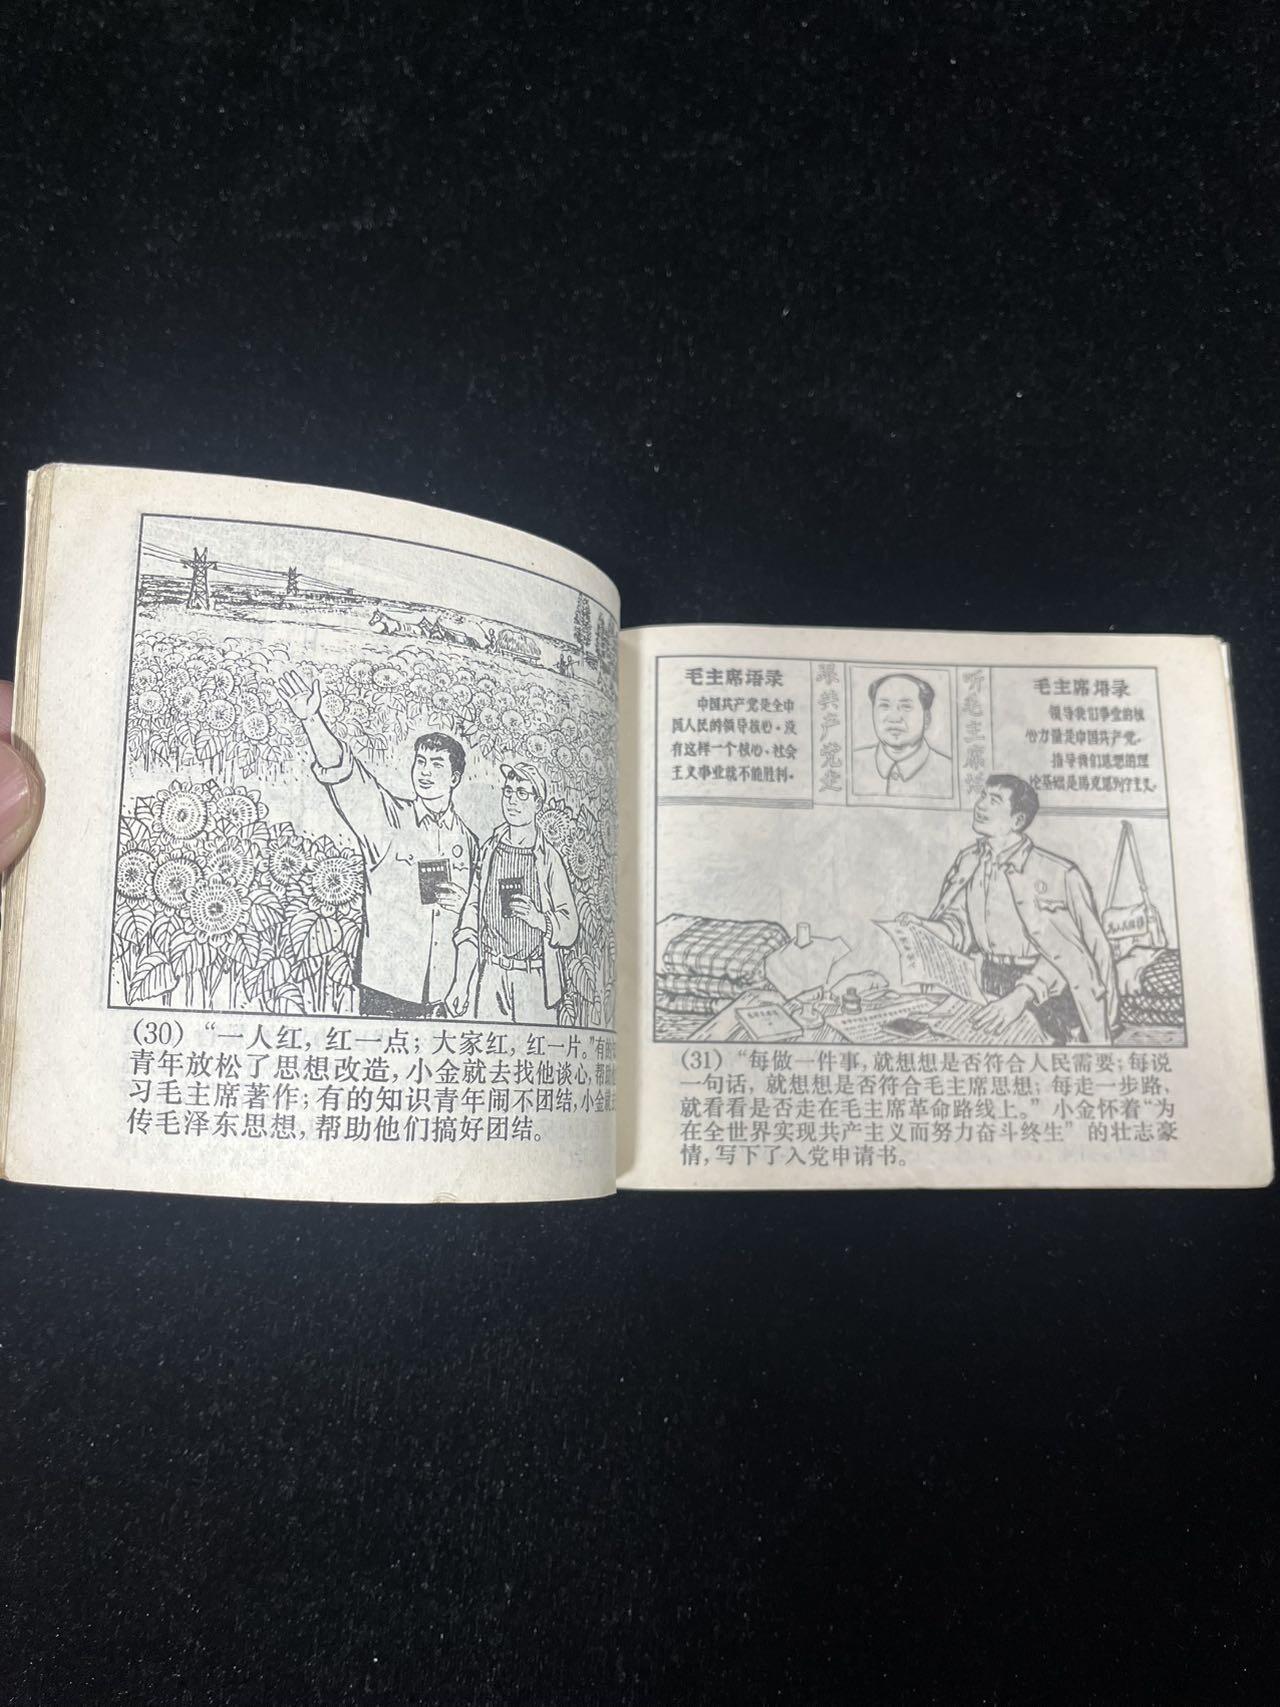 (30) “一人红，红一点；大家红，红一片。”有的
青年放松了思想改造，小金就去找他谈心，帮助
习毛主席著作；有的知识青年闹不团结，小金就
传毛泽东思想，帮助他们搞好团结。
毛主席语录
中国共产党是全中
国人民的领导核心。没
有这样一个核心，社会
主义事业就不能胜利。
跟共产党走
听毛主席话
毛主席语录
领导我们事业的核
心力量是中国共产党。
指导我们思想的理
论基础是马克思列宁主义。
(31) “每做一件事，就想想是否符合人民需要；每说
一句话，就想想是否符合毛主席思想；每走一步路，
就看看是否走在毛主席革命路线上。”小金怀着“为
在全世界实现共产主义而努力奋斗终生”的壮志豪
情，写下了入党申请书。